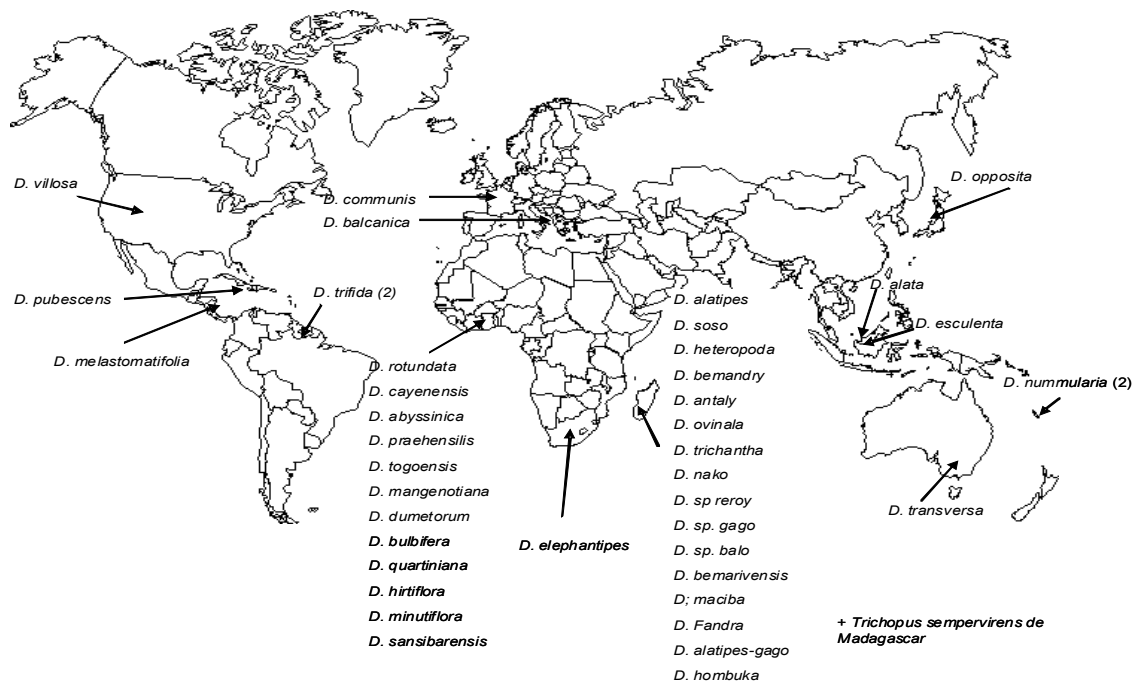 D. villosa
D. communis
D. balcanica
D. opposita
D. pubescens
D. trifida (2)
D. melastomatifolia
D. rotundata
D. cayenensis
D. abyssinica
D. praehensilis
D. togoensis
D. mangenotiana
D. dumetorum
D. bulbifera
D. quartiniana
D. hirtiflora
D. minutiflora
D. sansibarensis
D. elephantipes
D. alatipes
D. soso
D. heteropoda
D. bemandry
D. antaly
D. ovinala
D. trichantha
D. nako
D. sp reroy
D. sp. gago
D. sp. balo
D. bemarivensis
D; maciba
D. Fandra
D. alatipes-gago
D. hombuka
D. alata
D. esculenta
D. nummularia (2)
D. transversa
+ Trichopus sempervirens de
Madagascar